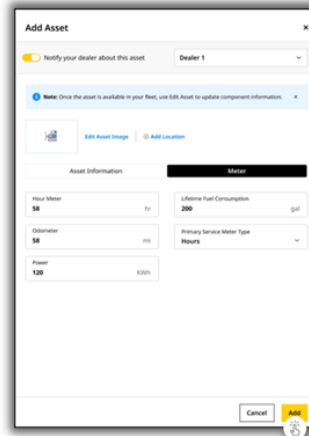 Add Asset
×
Notify your dealer about this asset
Dealer 1
Note: Once the asset is available in your fleet, use Edit Asset to update component information.
×
Edit Asset Image
Add Location
Asset Information
Meter
Hour Meter
58 hr
Lifetime Fuel Consumption
200 gal
Odometer
58 mi
Primary Service Meter Type
Hours
Power
120 KWh
Cancel
Add